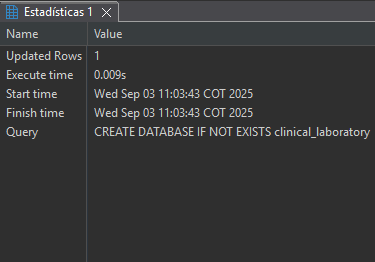 Estadísticas 1
Name Value
Updated Rows 1
Execute time 0.009s
Start time Wed Sep 03 11:03:43 COT 2025
Finish time Wed Sep 03 11:03:43 COT 2025
Query CREATE DATABASE IF NOT EXISTS clinical_laboratory